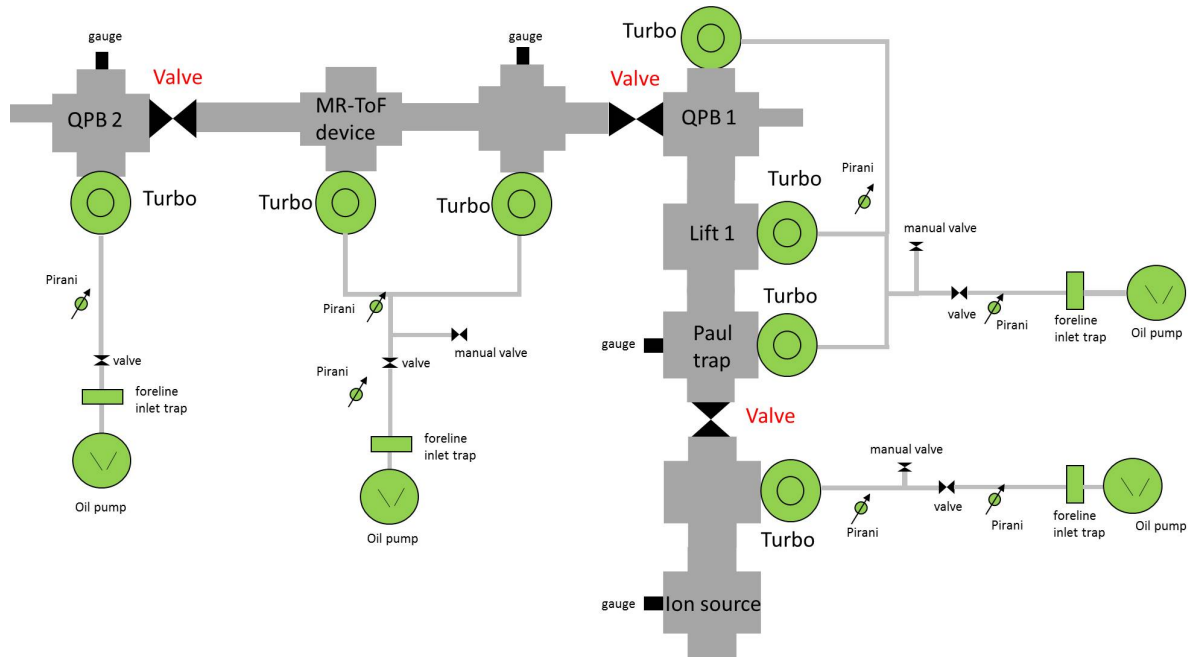 gauge
gauge
Turbo
Valve
Valve
QPB 2
MR-ToF
device
QPB 1
Turbo
Turbo
Turbo
Turbo
Pirani
Lift 1
manual valve
Pirani
Pirani
Turbo
valve
Pirani
foreline
inlet trap
Oil pump
gauge
Paul
trap
valve
manual valve
valve
Pirani
foreline
inlet trap
Valve
foreline
inlet trap
manual valve
Oil pump
Oil pump
Turbo
Pirani
valve
Pirani
foreline
inlet trap
Oil pump
gauge
Ion source